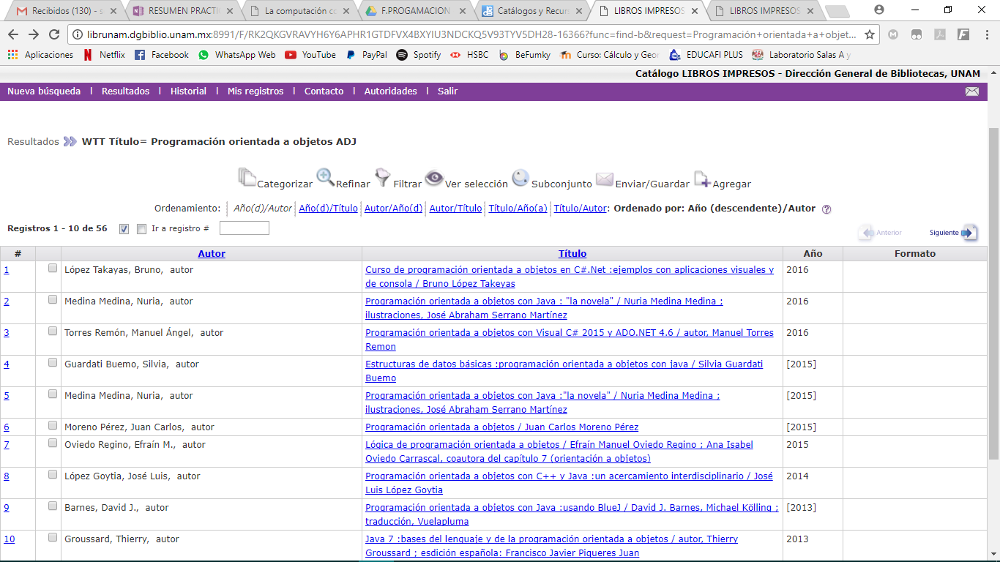 Recibidos (130) - s
RESUMEN PRACTI
La computación co
F.PROGAMACION
Catálogos y Recur
LIBROS IMPRESOS
LIBROS IMPRESOS
librunam.dgbiblio.unam.mx:8991/F/RK2QKGVRAVYH6Y6APHR1GTDFVX4BXYIU3NDCKQ5V93TYV5DH28-16366?func=find-b&request=Programación+orientada+a+objet...
Aplicaciones Netflix Facebook WhatsApp Web YouTube PayPal Spotify HSBC BeFumky Curso: Cálculo y Geor EDUCAFI PLUS Laboratorio Salas A y
Catálogo LIBROS IMPRESOS - Dirección General de Bibliotecas, UNAM
Nueva búsqueda | Resultados | Historial | Mis registros | Contacto | Autoridades | Salir
Resultados WTT Título= Programación orientada a objetos ADJ
Categorizar Refinar Filtrar Ver selección Subconjunto Enviar/Guardar Agregar
Ordenamiento: Año(d)/Autor Año(d)/Título Autor/Año(d) Autor/Título Título/Año(a) Título/Autor: Ordenado por: Año (descendente)/Autor ?
Registros 1 - 10 de 56 Ir a registro # Anterior Siguiente
# Autor Título Año Formato
1 López Takayas, Bruno, autor Curso de programación orientada a objetos en C#.Net :ejemplos con aplicaciones visuales y 2016
de consola / Bruno López Takeyas
2 Medina Medina, Nuria, autor Programación orientada a objetos con Java : "la novela" / Nuria Medina Medina ; 2016
ilustraciones, José Abraham Serrano Martínez
3 Torres Remón, Manuel Ángel, autor Programación orientada a objetos con Visual C# 2015 y ADO.NET 4.6 / autor, Manuel Torres 2016
Remon
4 Guardati Buemo, Silvia, autor Estructuras de datos básicas :programación orientada a objetos con java / Silvia Guardati [2015]
Buemo
5 Medina Medina, Nuria, autor Programación orientada a objetos con Java :"la novela" / Nuria Medina Medina ; [2015]
ilustraciones, José Abraham Serrano Martínez
6 Moreno Pérez, Juan Carlos, autor Programación orientada a objetos / Juan Carlos Moreno Pérez [2015]
7 Oviedo Regino, Efraín M., autor Lógica de programación orientada a objetos / Efraín Manuel Oviedo Regino ; Ana Isabel 2015
Oviedo Carrascal, coautora del capítulo 7 (orientación a objetos)
8 López Goytia, José Luis, autor Programación orientada a objetos con C++ y Java :un acercamiento interdisciplinario / José 2014
Luis López Goytia
9 Barnes, David J., autor Programación orientada a objetos con Java :usando BlueJ / David J. Barnes, Michael Kölling ; [2013]
traducción, Vuelapluma
10 Groussard, Thierry, autor Java 7 :bases del lenguaje y de la programación orientada a objetos / autor, Thierry 2013
Groussard ; esdición española: Francisco Javier Piqueres Juan